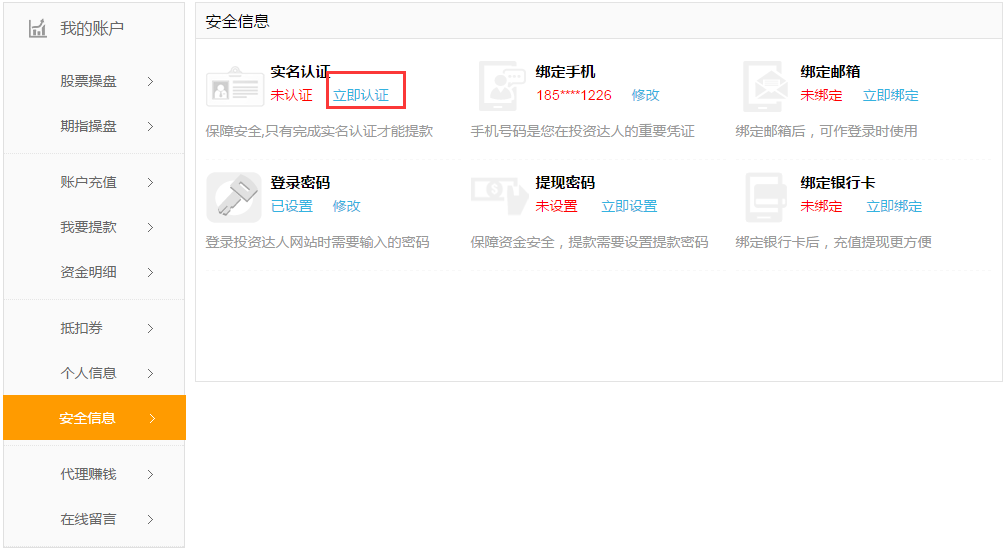 我的账户
股票操盘
期指操盘
账户充值
我要提款
资金明细
抵扣券
个人信息
安全信息
代理赚钱
在线留言
安全信息
实名认证
未认证 立即认证
保障安全,只有完成实名认证才能提款
绑定手机
185****1226 修改
手机号码是您在投资达人的重要凭证
绑定邮箱
未绑定 立即绑定
绑定邮箱后，可作登录时使用
登录密码
已设置 修改
登录投资达人网站时需要输入的密码
提现密码
未设置 立即设置
保障资金安全，提款需要设置提款密码
绑定银行卡
未绑定 立即绑定
绑定银行卡后，充值提现更方便